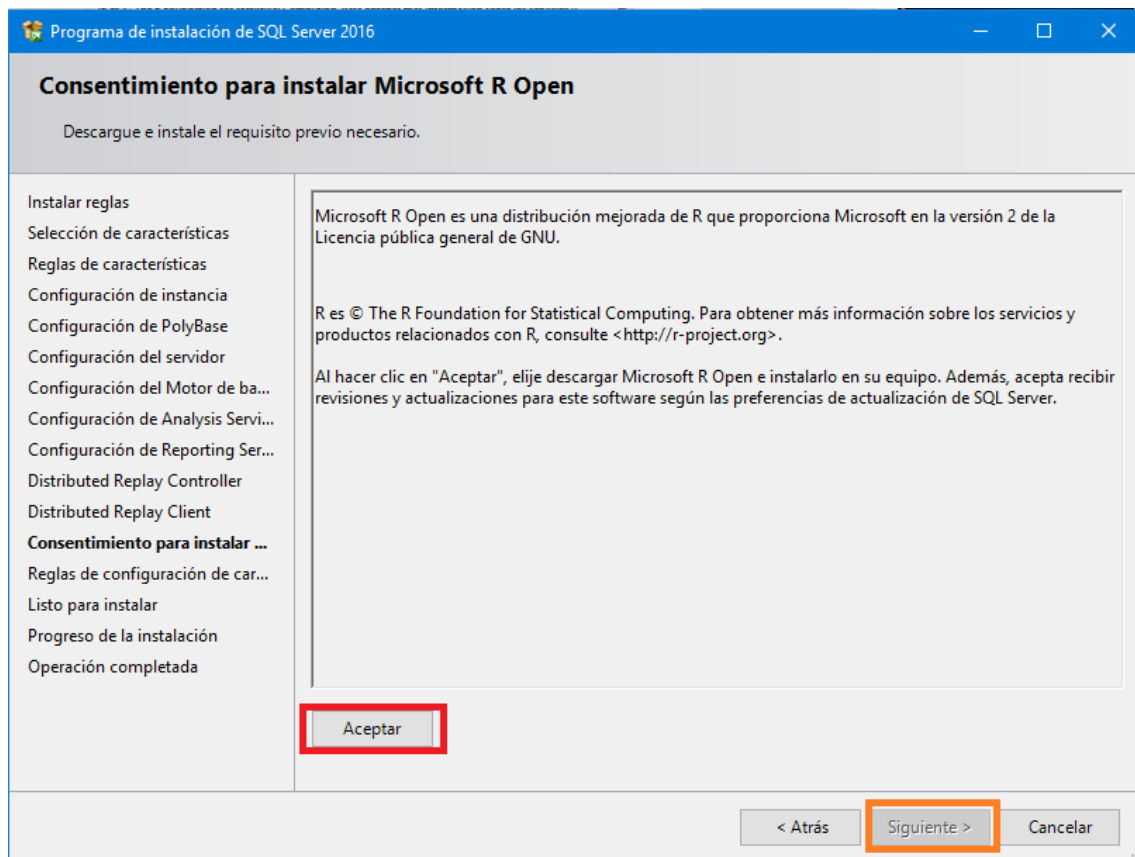 Programa de instalación de SQL Server 2016
Consentimiento para instalar Microsoft R Open
Descargue e instale el requisito previo necesario.
Instalar reglas
Selección de características
Reglas de características
Configuración de instancia
Configuración de PolyBase
Configuración del servidor
Configuración del Motor de ba...
Configuración de Analysis Servi...
Configuración de Reporting Ser...
Distributed Replay Controller
Distributed Replay Client
Consentimiento para instalar ...
Reglas de configuración de car...
Listo para instalar
Progreso de la instalación
Operación completada
Microsoft R Open es una distribución mejorada de R que proporciona Microsoft en la versión 2 de la
Licencia pública general de GNU.
R es © The R Foundation for Statistical Computing. Para obtener más información sobre los servicios y
productos relacionados con R, consulte <http://r-project.org>.
Al hacer clic en "Aceptar", elije descargar Microsoft R Open e instalarlo en su equipo. Además, acepta recibir
revisiones y actualizaciones para este software según las preferencias de actualización de SQL Server.
Aceptar
< Atrás
Siguiente >
Cancelar